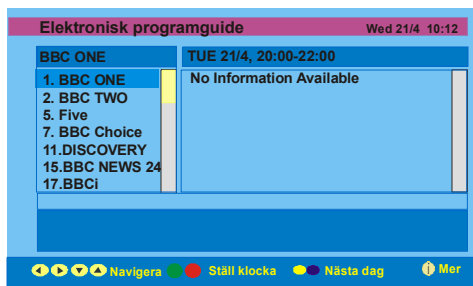 Elektronisk programguide Wed 21/4 10:12
BBC ONE TUE 21/4, 20:00-22:00
1. BBC ONE No Information Available
2. BBC TWO
5. Five
7. BBC Choice
11.DISCOVERY
15.BBC NEWS 24
17.BBCi
Navigera Ställ klocka Nästa dag i Mer